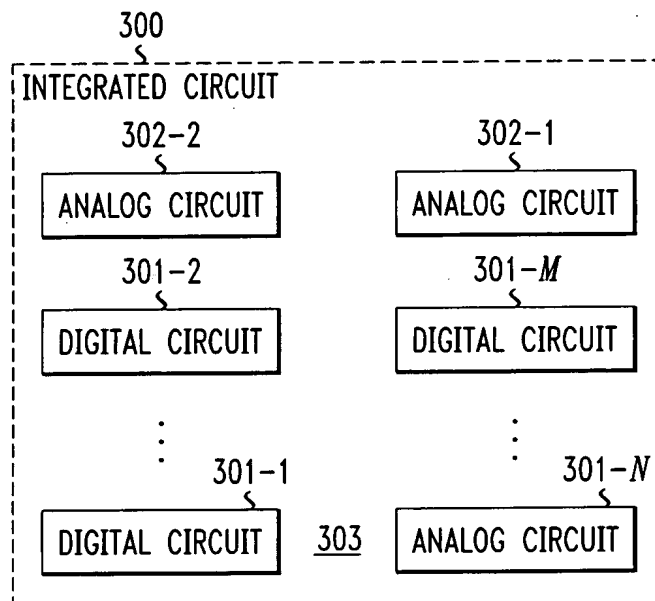 300
INTEGRATED CIRCUIT
302-2 302-1
ANALOG CIRCUIT ANALOG CIRCUIT
301-2 301-M
DIGITAL CIRCUIT DIGITAL CIRCUIT
301-1 301-N
DIGITAL CIRCUIT 303 ANALOG CIRCUIT